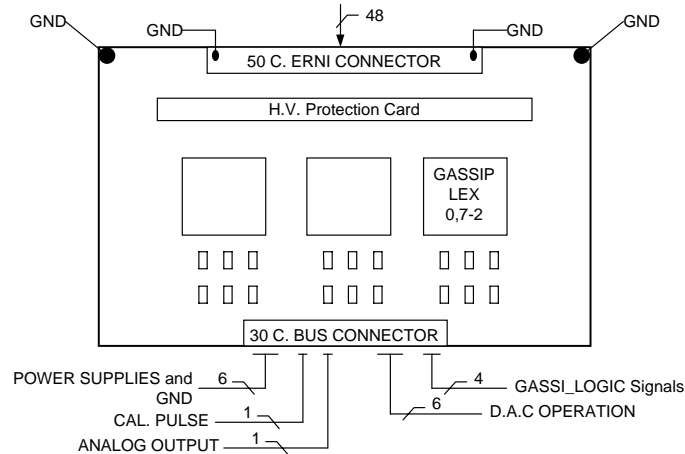 48
GND
GND
GND
GND
50 C. ERNI CONNECTOR
H.V. Protection Card
GASSIP
LEX
0,7-2
30 C. BUS CONNECTOR
POWER SUPPLIES and
GND
6
4
GASSI_LOGIC Signals
CAL. PULSE
1
6
D.A.C OPERATION
ANALOG OUTPUT
1